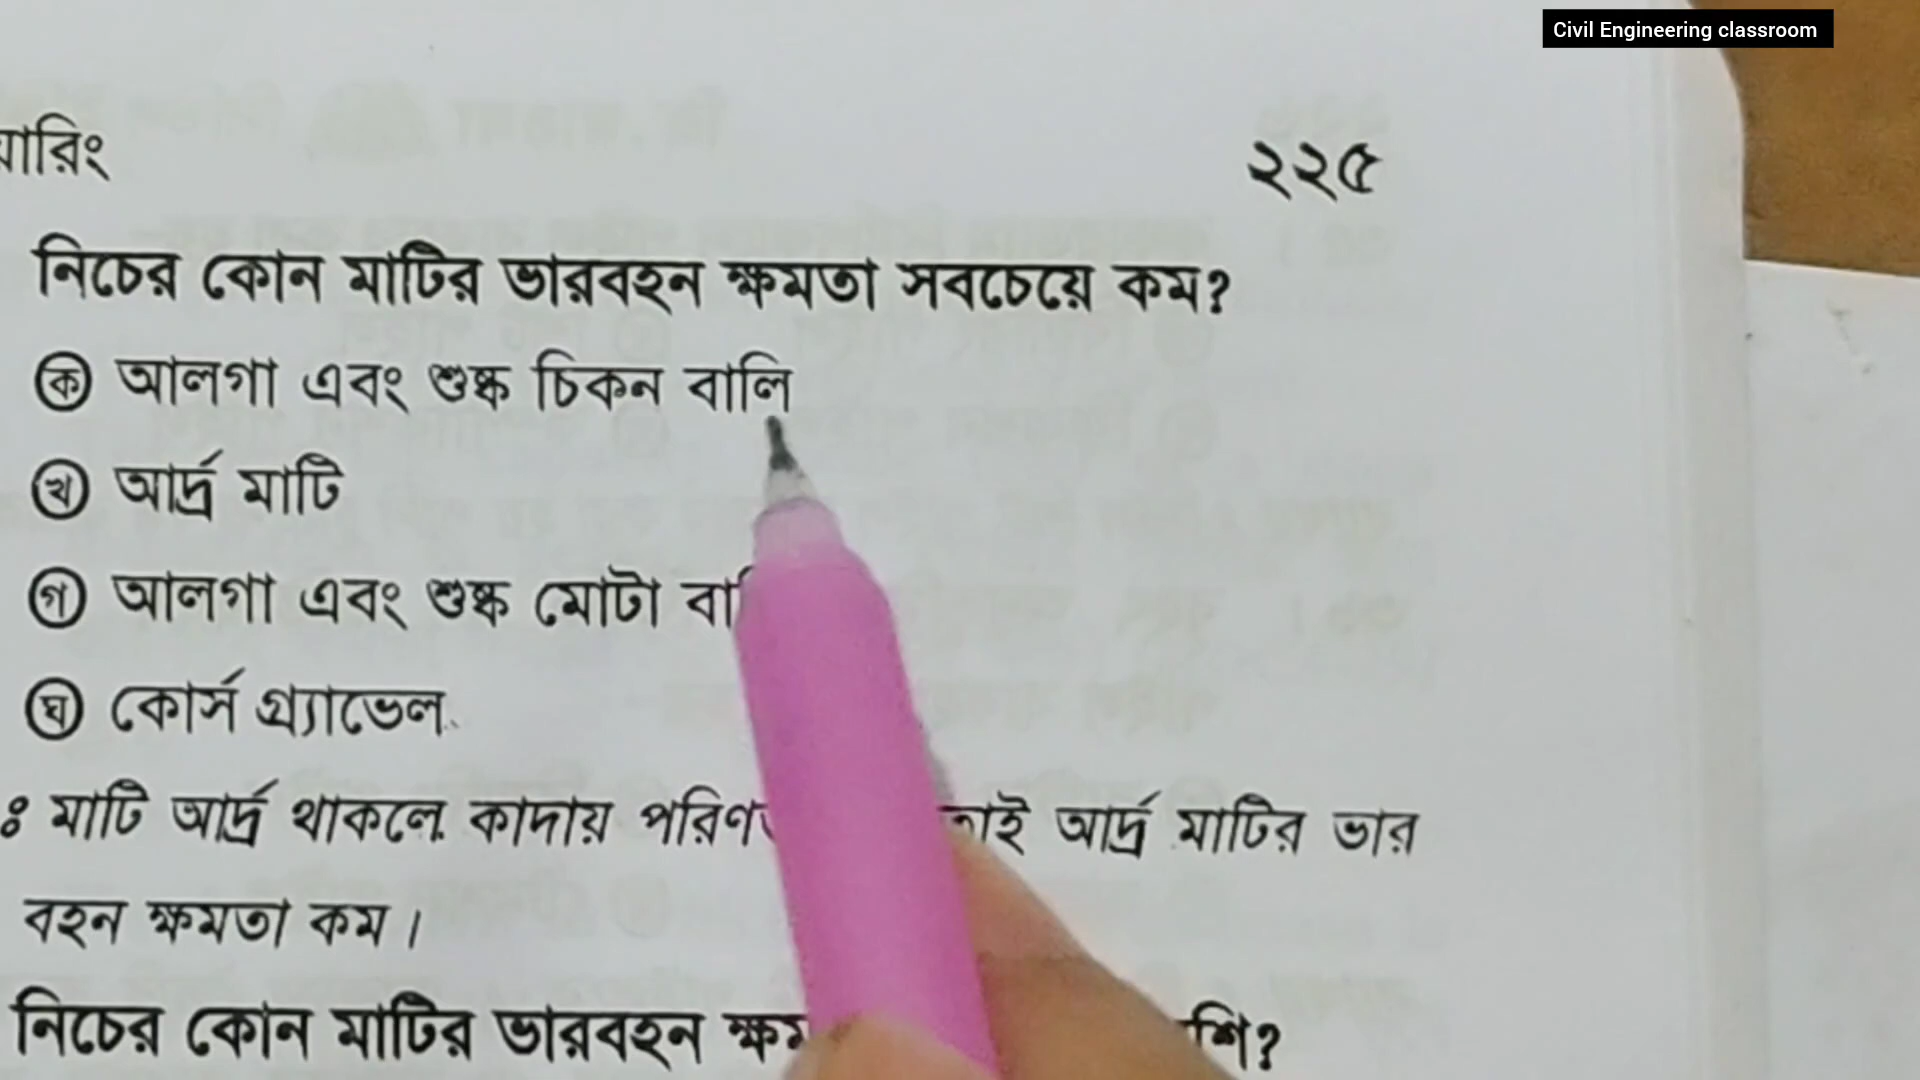 Civil Engineering classroom
য়ারিং ২২৫
নিচের কোন মাটির ভারবহন ক্ষমতা সবচেয়ে কম?
ক আলগা এবং শুষ্ক চিকন বালি
খ আর্দ্র মাটি
গ আলগা এবং শুষ্ক মোটা
ঘ কোর্স গ্র্যাভেল
ঃ মাটি আর্দ্র থাকলে কাদায় তাই আর্দ্র মাটির ভার
বহন ক্ষমতা কম।
নিচের কোন মাটির ভারবহন